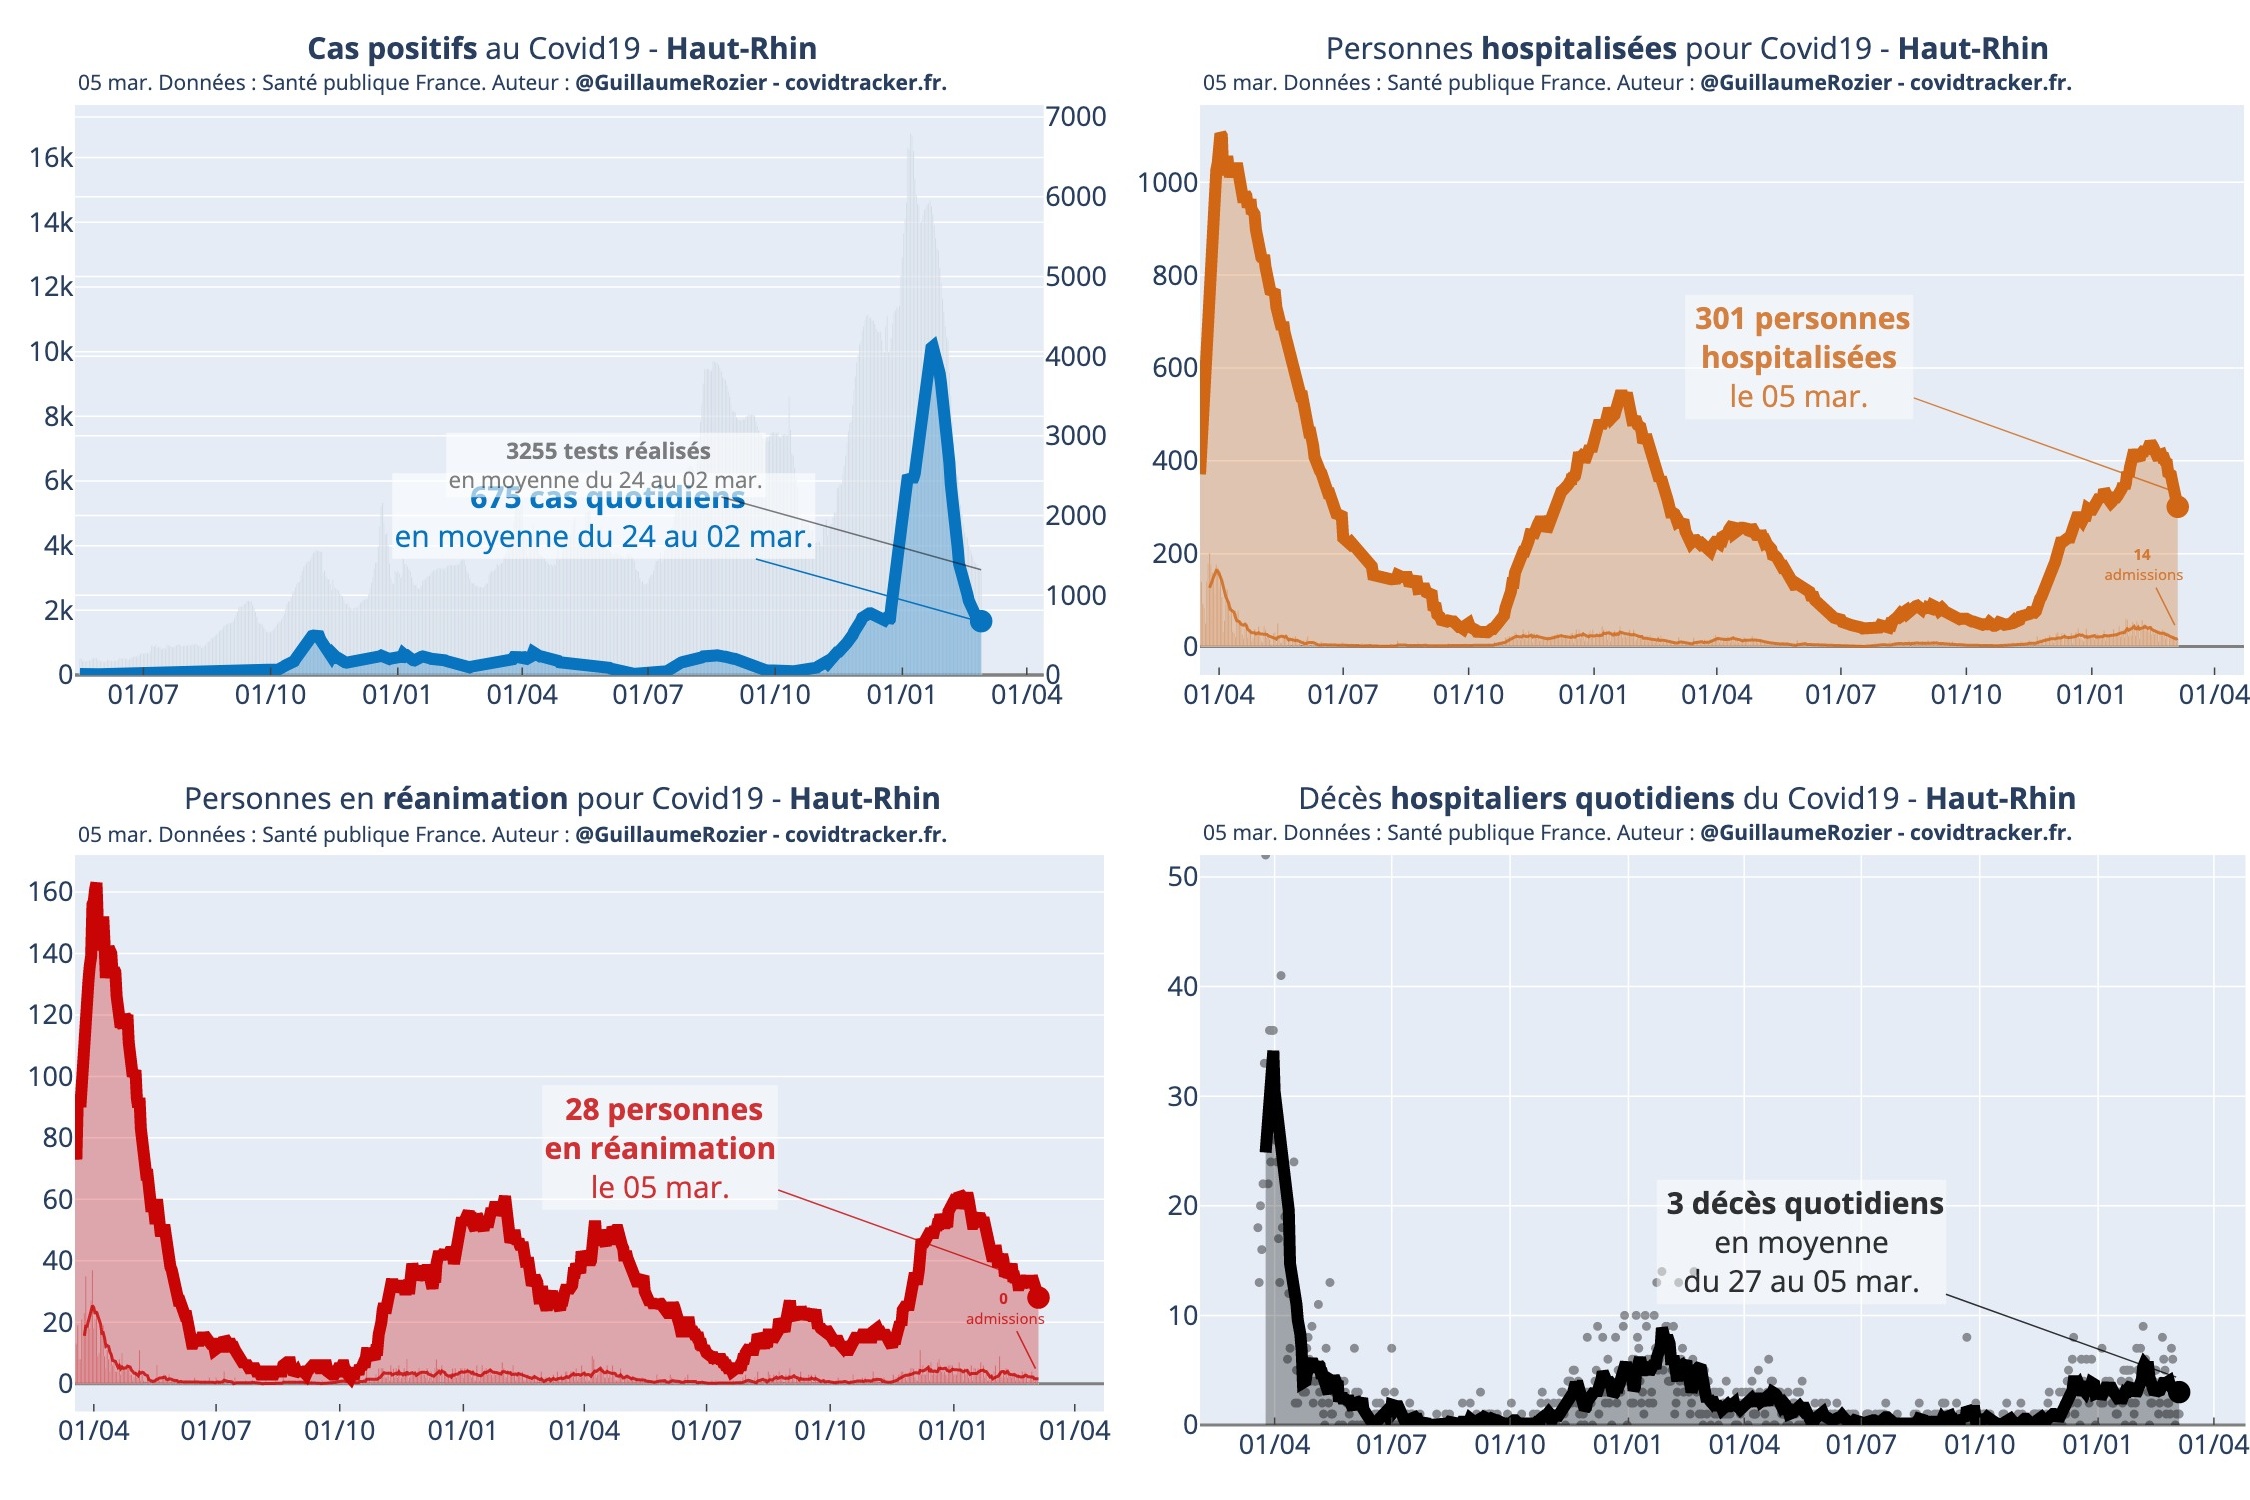 Cas positifs au Covid19 - Haut-Rhin
05 mar. Données : Santé publique France. Auteur : @GuillaumeRozier - covidtracker.fr.
16k
14k
12k
10k
8k
6k
4k
2k
0
7000
6000
5000
4000
3000
2000
1000
0
3255 tests réalisés
en moyenne du 24 au 02 mar.
675 cas quotidiens
en moyenne du 24 au 02 mar.
01/07 01/10 01/01 01/04 01/07 01/10 01/01 01/04
Personnes hospitalisées pour Covid19 - Haut-Rhin
05 mar. Données : Santé publique France. Auteur : @GuillaumeRozier - covidtracker.fr.
1000
800
600
400
200
0
301 personnes
hospitalisées
le 05 mar.
14
admissions
01/04 01/07 01/10 01/01 01/04 01/07 01/10 01/01 01/04
Personnes en réanimation pour Covid19 - Haut-Rhin
05 mar. Données : Santé publique France. Auteur : @GuillaumeRozier - covidtracker.fr.
160
140
120
100
80
60
40
20
0
28 personnes
en réanimation
le 05 mar.
0
admissions
01/04 01/07 01/10 01/01 01/04 01/07 01/10 01/01 01/04
Décès hospitaliers quotidiens du Covid19 - Haut-Rhin
05 mar. Données : Santé publique France. Auteur : @GuillaumeRozier - covidtracker.fr.
50
40
30
20
10
0
3 décès quotidiens
en moyenne
du 27 au 05 mar.
01/04 01/07 01/10 01/01 01/04 01/07 01/10 01/01 01/04